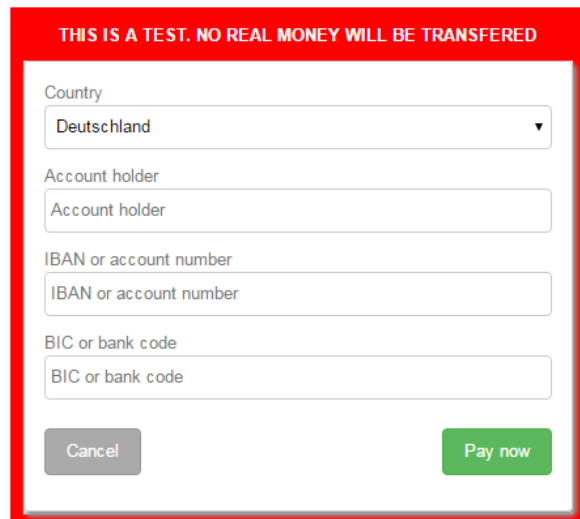 THIS IS A TEST. NO REAL MONEY WILL BE TRANSFERED
Country
Deutschland
Account holder
Account holder
IBAN or account number
IBAN or account number
BIC or bank code
BIC or bank code
Cancel Pay now